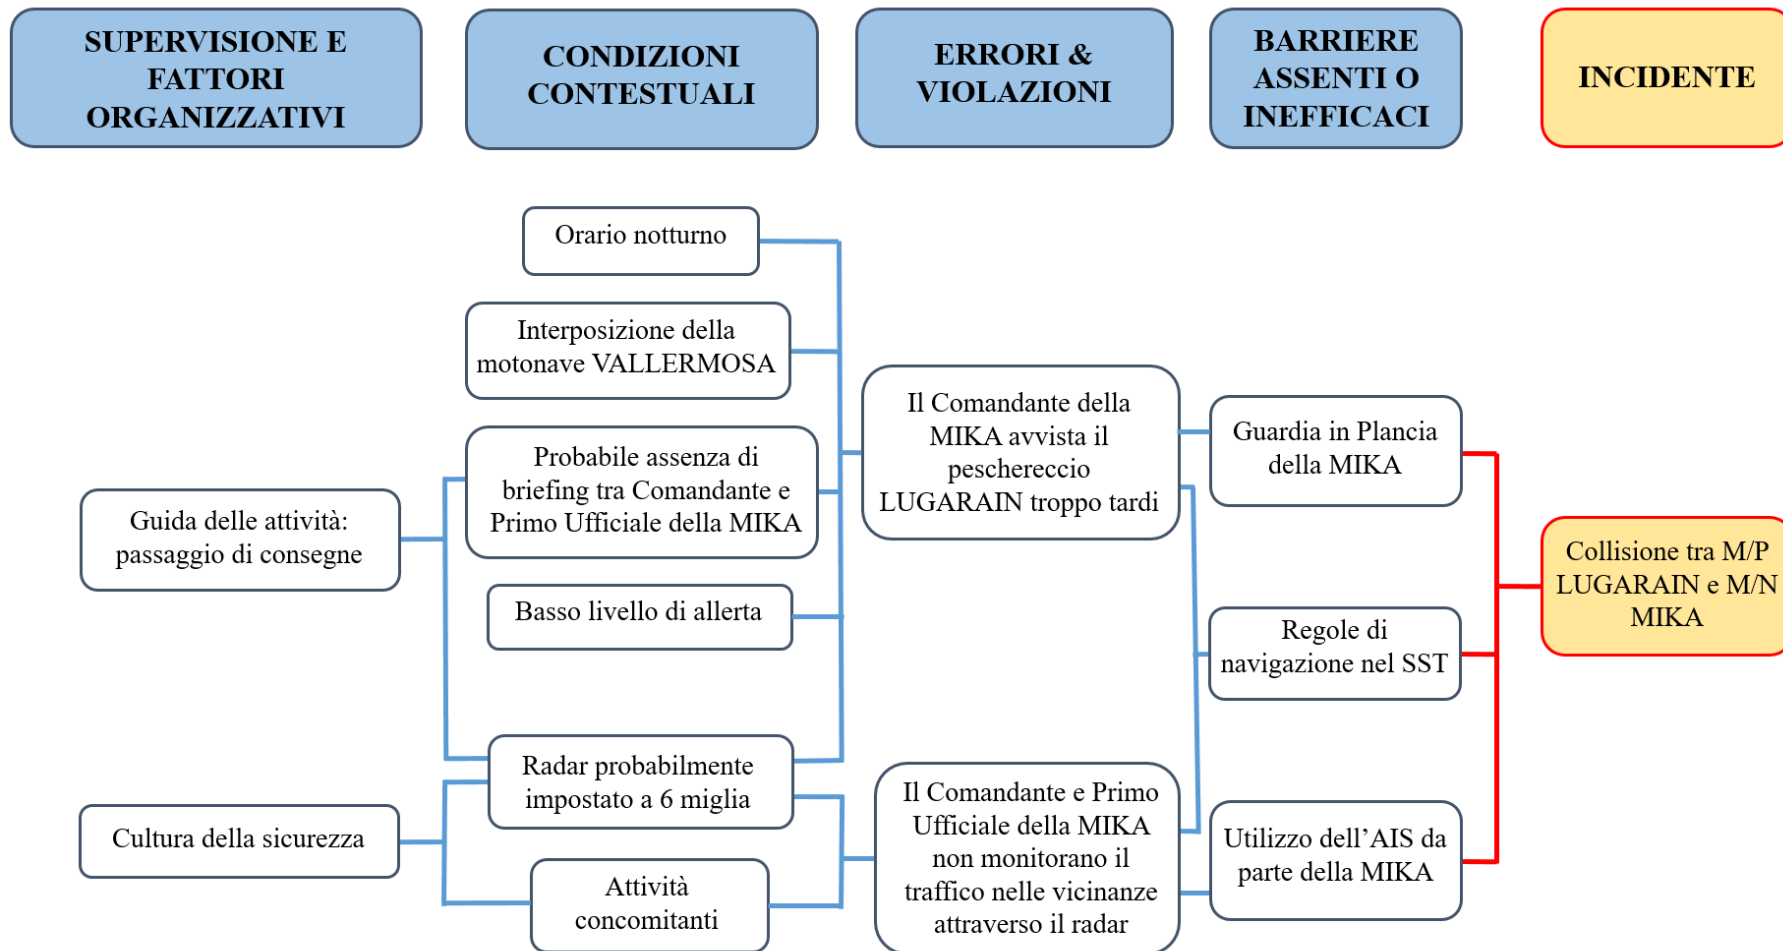 SUPERVISIONE E
FATTORI
ORGANIZZATIVI
CONDIZIONI
CONTESTUALI
ERRORI &
VIOLAZIONI
BARRIERE
ASSENTI O
INEFFICACI
INCIDENTE
Orario notturno
Interposizione della
motonave VALLERMOSA
Probabile assenza di
briefing tra Comandante e
Primo Ufficiale della MIKA
Guida delle attività:
passaggio di consegne
Basso livello di allerta
Radar probabilmente
impostato a 6 miglia
Cultura della sicurezza
Attività
concomitanti
Il Comandante della
MIKA avvista il
peschereccio
LUGARAIN troppo tardi
Il Comandante e Primo
Ufficiale della MIKA
non monitorano il
traffico nelle vicinanze
attraverso il radar
Guardia in Plancia
della MIKA
Regole di
navigazione nel SST
Utilizzo dell’AIS da
parte della MIKA
Collisione tra M/P
LUGARAIN e M/N
MIKA